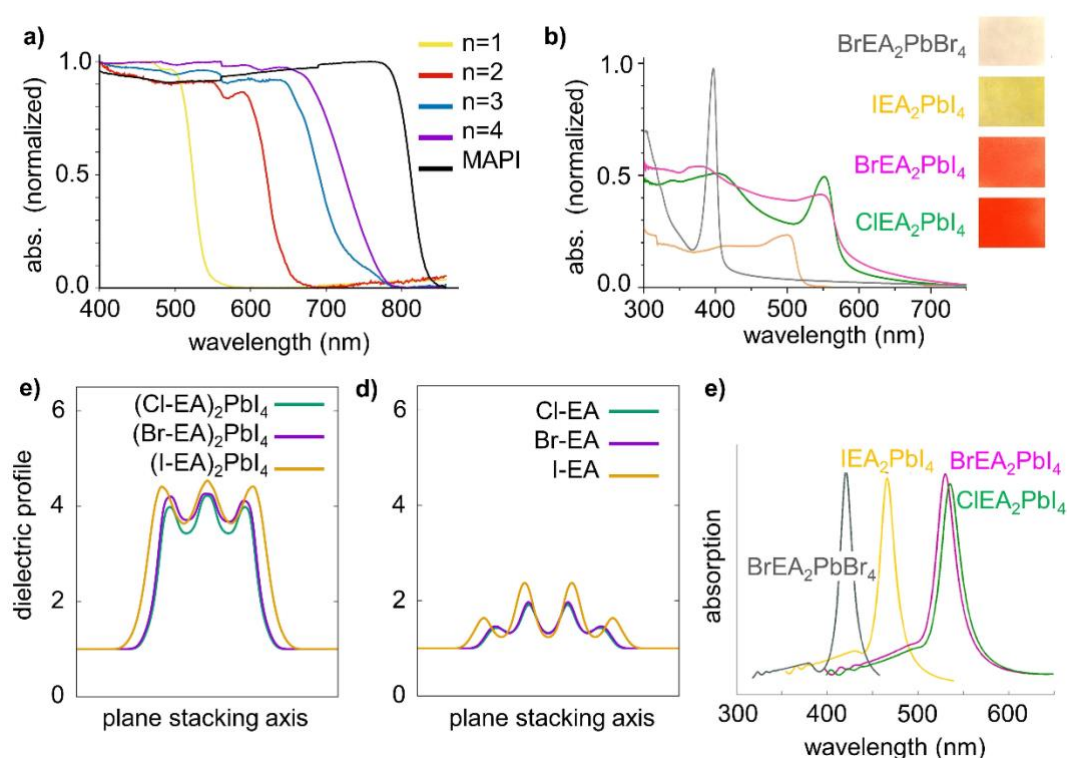 a)
n=1
n=2
n=3
n=4
MAPI
abs. (normalized)
1.0
0.5
0.0
400 500 600 700 800
wavelength (nm)
b)
BrEA₂PbBr₄
IEA₂PbI₄
BrEA₂PbI₄
ClEA₂PbI₄
abs. (normalized)
1.0
0.5
0.0
300 400 500 600 700
wavelength (nm)
e)
(Cl-EA)₂PbI₄
(Br-EA)₂PbI₄
(I-EA)₂PbI₄
dielectric profile
6
4
2
0
plane stacking axis
d)
Cl-EA
Br-EA
I-EA
6
4
2
0
plane stacking axis
e)
IEA₂PbI₄ BrEA₂PbI₄
ClEA₂PbI₄
BrEA₂PbBr₄
absorption
300 400 500 600
wavelength (nm)